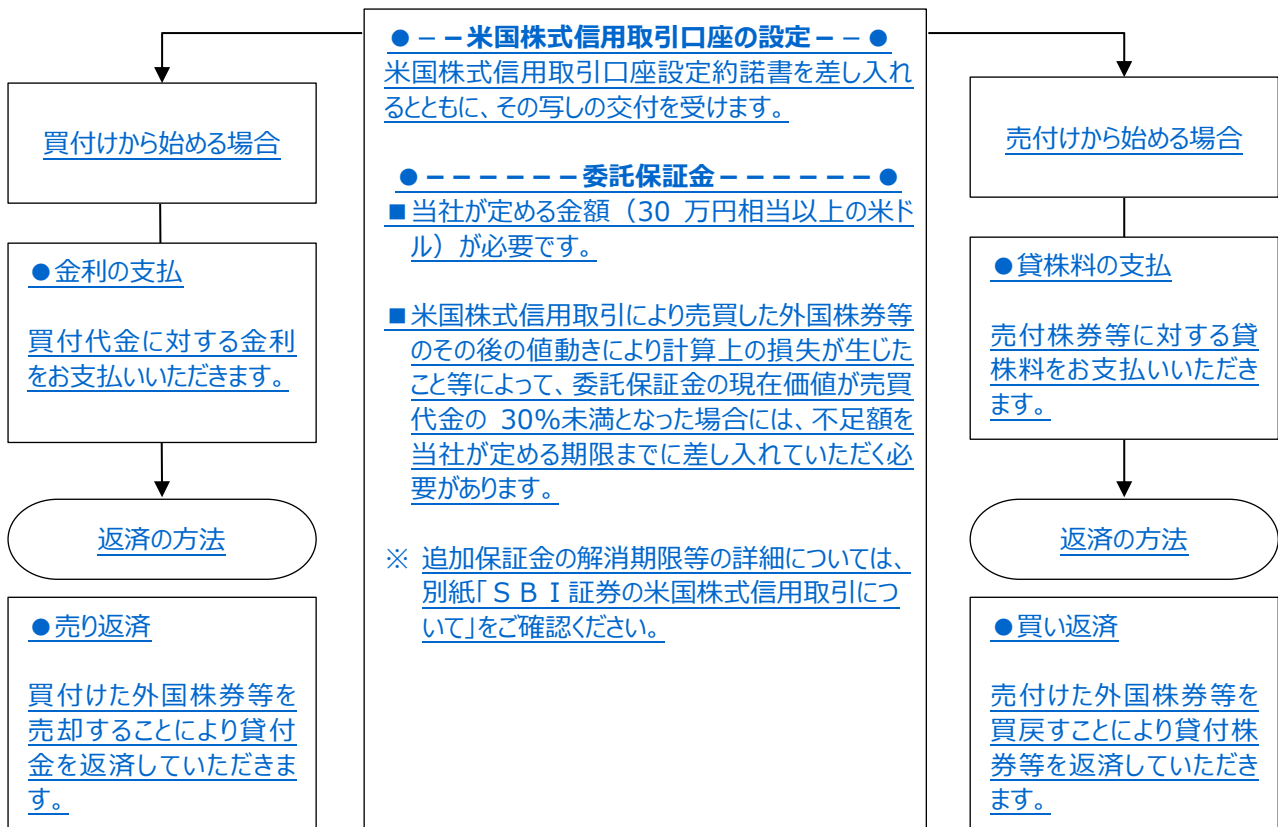 ●－－米国株式信用取引口座の設定－－●
米国株式信用取引口座設定約諾書を差し入れ
るとともに、その写しの交付を受けます。
●－－－－－－委託保証金－－－－－－●
■当社が定める金額（30 万円相当以上の米ド
ル）が必要です。
■米国株式信用取引により売買した外国株券等
のその後の値動きにより計算上の損失が生じた
こと等によって、委託保証金の現在価値が売買
代金の 30％未満となった場合には、不足額を
当社が定める期限までに差し入れていただく必
要があります。
※ 追加保証金の解消期限等の詳細については、
別紙「ＳＢＩ証券の米国株式信用取引につ
いて」をご確認ください。
買付けから始める場合
●金利の支払
買付代金に対する金利
をお支払いいただきます。
返済の方法
●売り返済
買付けた外国株券等を
売却することにより貸付
金を返済していただきま
す。
売付けから始める場合
●貸株料の支払
売付株券等に対する貸
株料をお支払いいただき
ます。
返済の方法
●買い返済
売付けた外国株券等を
買戻すことにより貸付株
券等を返済していただき
ます。